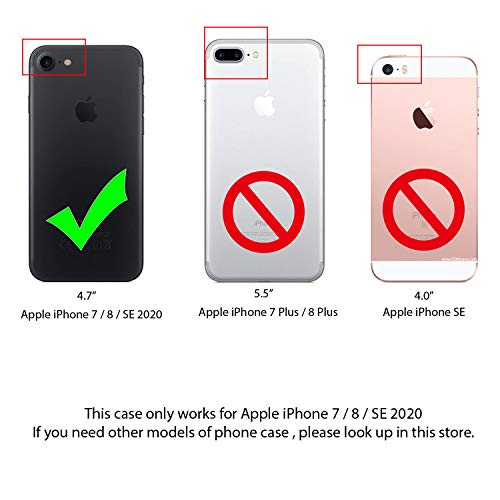 4.7"
Apple iPhone 7 / 8 / SE 2020
5.5"
Apple iPhone 7 Plus / 8 Plus
4.0"
Apple iPhone SE
iPhone
iPhone
This case only works for Apple iPhone 7 / 8 / SE 2020
If you need other models of phone case , please look up in this store.